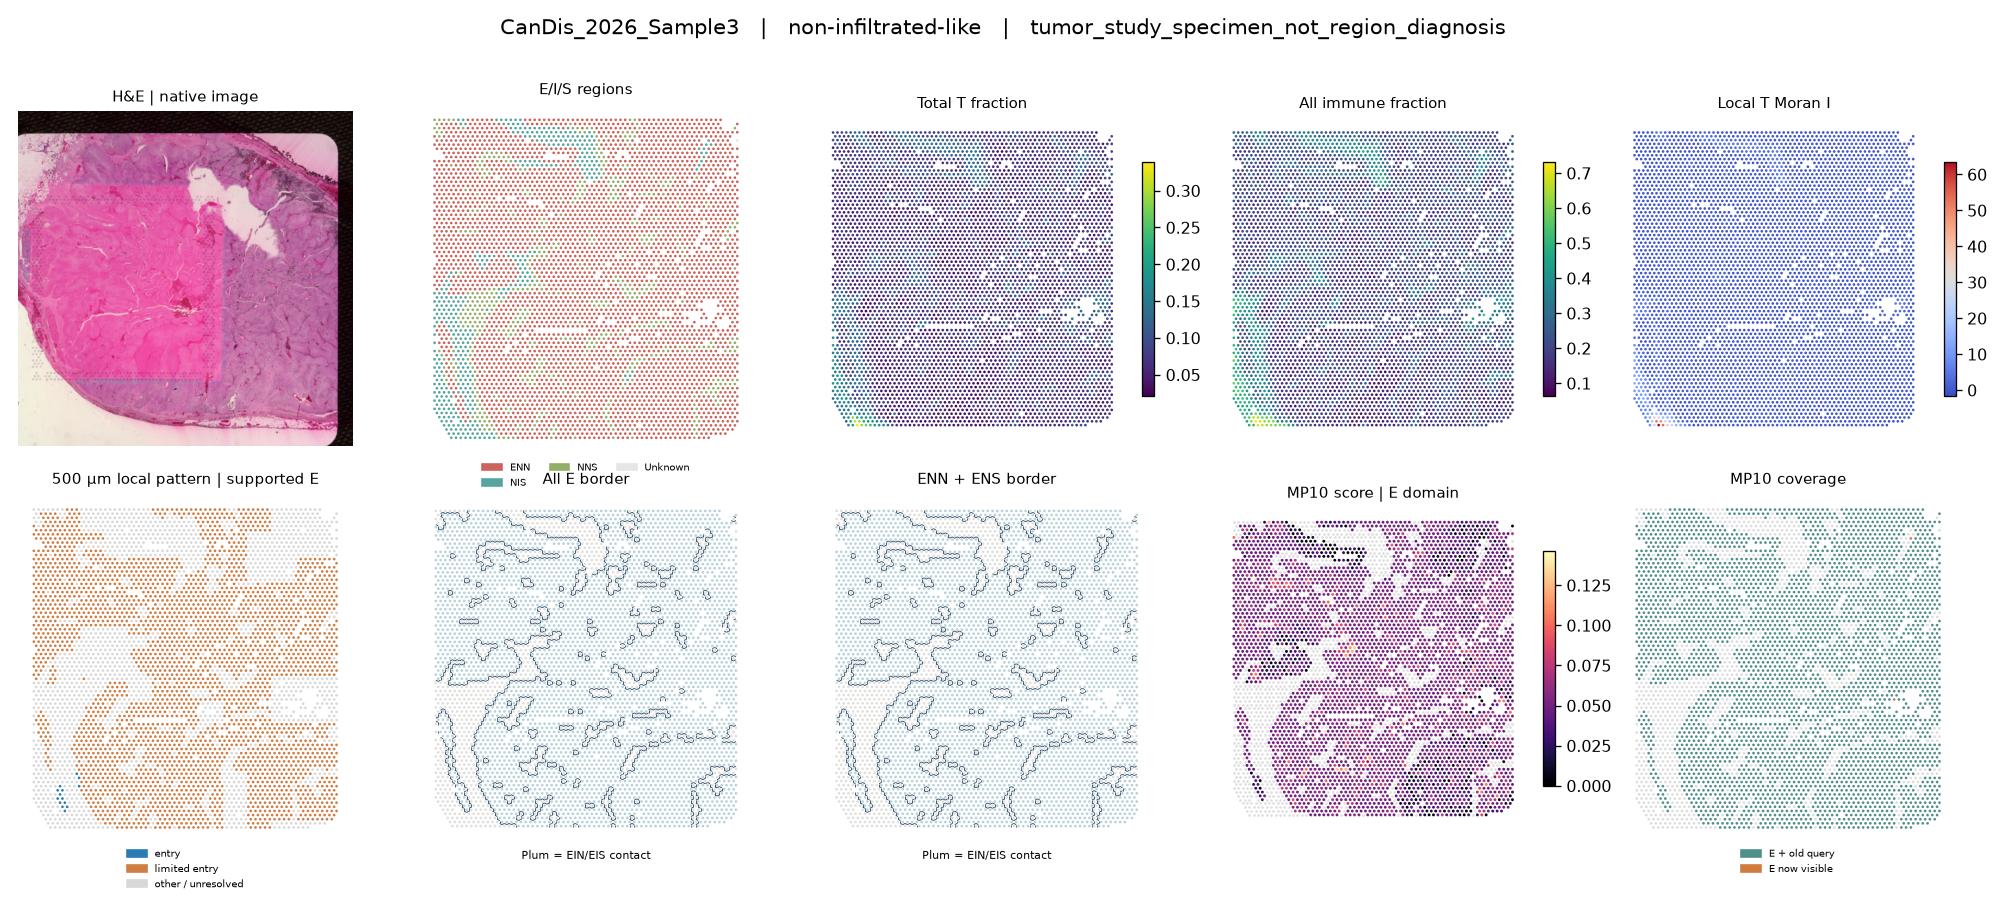 CanDis_2026_Sample3 | non-infiltrated-like | tumor_study_specimen_not_region_diagnosis
H&E | native image
E/I/S regions
ENN
NNS
Unknown
NIS
Total T fraction
0.30
0.25
0.20
0.15
0.10
0.05
All immune fraction
0.7
0.6
0.5
0.4
0.3
0.2
0.1
Local T Moran I
60
50
40
30
20
10
0
500 µm local pattern | supported E
entry
limited entry
other / unresolved
All E border
Plum = EIN/EIS contact
ENN + ENS border
Plum = EIN/EIS contact
MP10 score | E domain
0.125
0.100
0.075
0.050
0.025
0.000
MP10 coverage
E + old query
E now visible